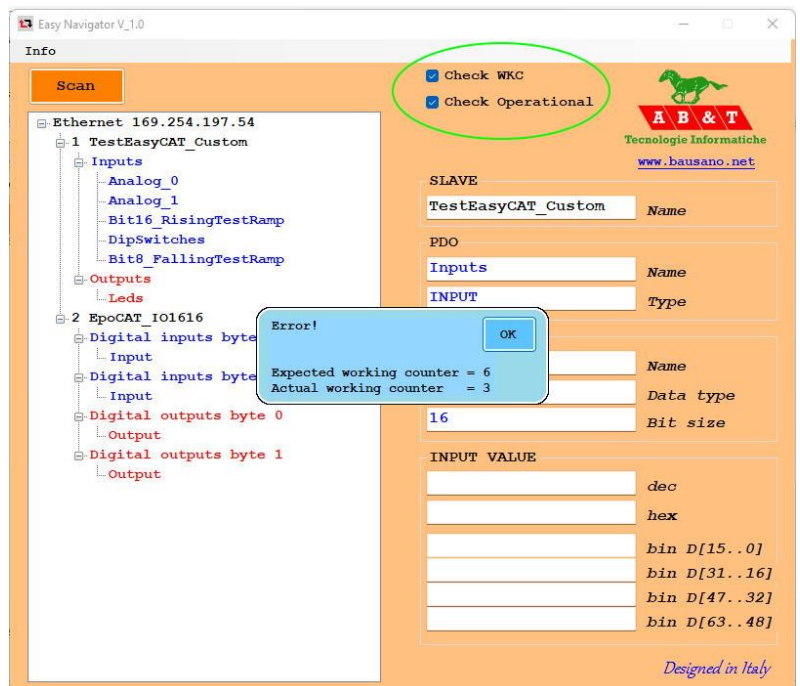 Easy Navigator V_1.0
Info
Scan
Check WKC
Check Operational
A B & T
Tecnologie Informatiche
www.bausano.net
Ethernet 169.254.197.54
1 TestEasyCAT_Custom
Inputs
Analog_0
Analog_1
Bit16_RisingTestRamp
DipSwitches
Bit8_FallingTestRamp
Outputs
Leds
2 EpoCAT_IO1616
Digital inputs byte
Input
Digital inputs byte
Input
Digital outputs byte 0
Output
Digital outputs byte 1
Output
SLAVE
TestEasyCAT_Custom Name
PDO
Inputs Name
INPUT Type
Error!
OK
Expected working counter = 6
Actual working counter = 3
Name
Data type
16 Bit size
INPUT VALUE
dec
hex
bin D[15..0]
bin D[31..16]
bin D[47..32]
bin D[63..48]
Designed in Italy